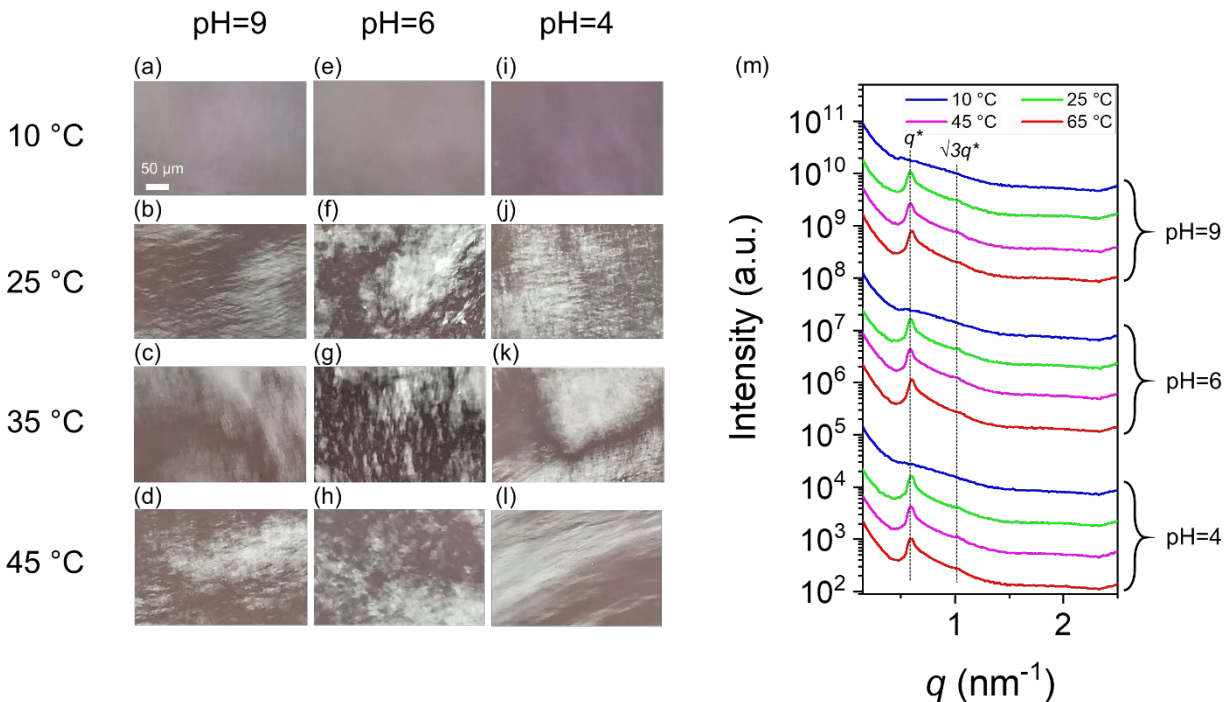 pH=9 pH=6 pH=4
(a) (e) (i)
10 °C
50 µm
(b) (f) (j)
25 °C
(c) (g) (k)
35 °C
(d) (h) (l)
45 °C
(m)
10 °C 25 °C
45 °C 65 °C
q* √3q*
10¹¹
10¹⁰
10⁹
10⁸
10⁷
10⁶
10⁵
10⁴
10³
10²
Intensity (a.u.)
pH=9
pH=6
pH=4
1 2
q (nm⁻¹)